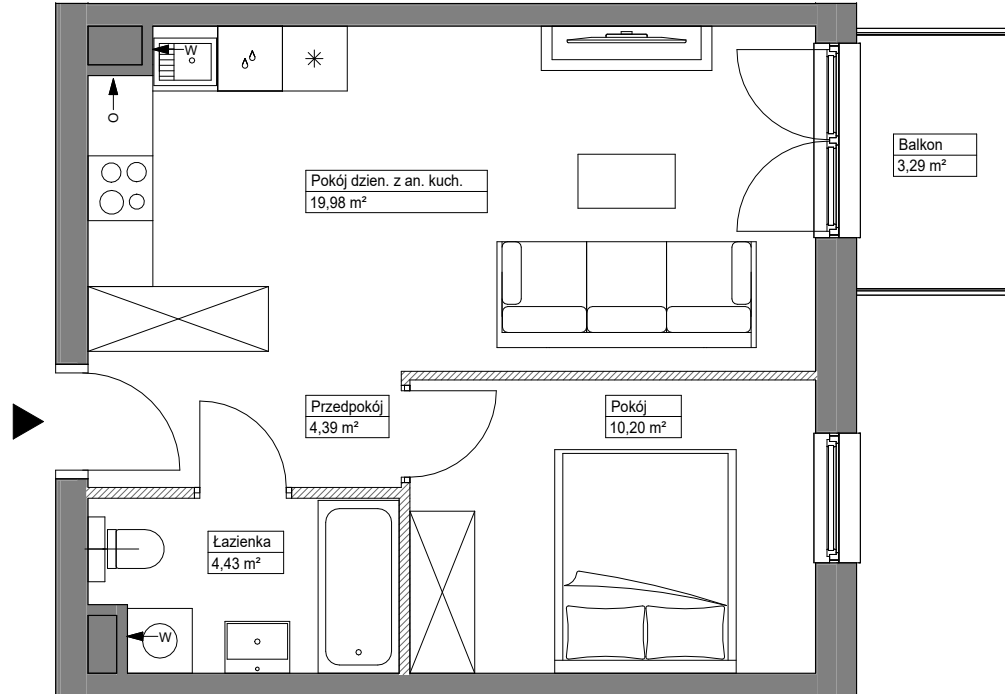 W
O
Pokój dzien. z an. kuch.
19,98 m²
Balkon
3,29 m²
Przedpokój
4,39 m²
Pokój
10,20 m²
Łazienka
4,43 m²
W